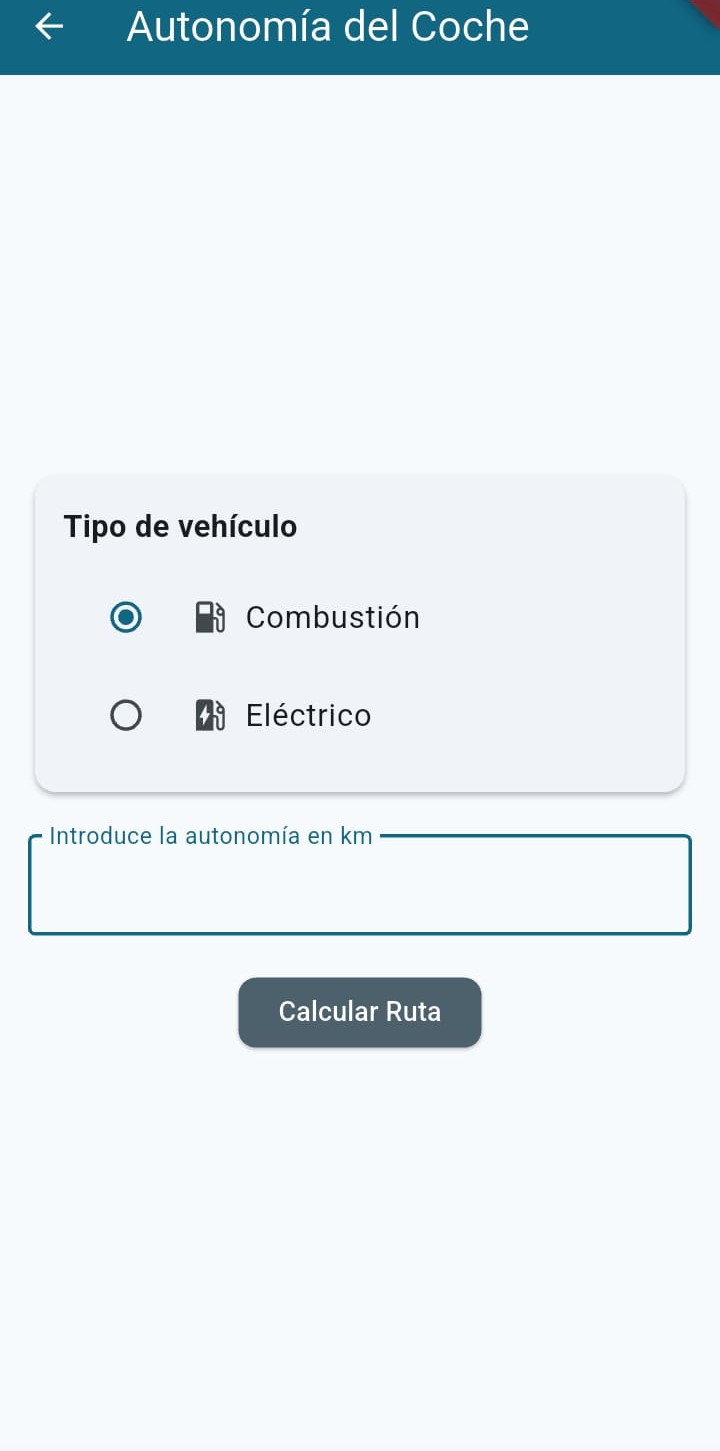 Autonomía del Coche
Tipo de vehículo
Combustión
Eléctrico
Introduce la autonomía en km
Calcular Ruta